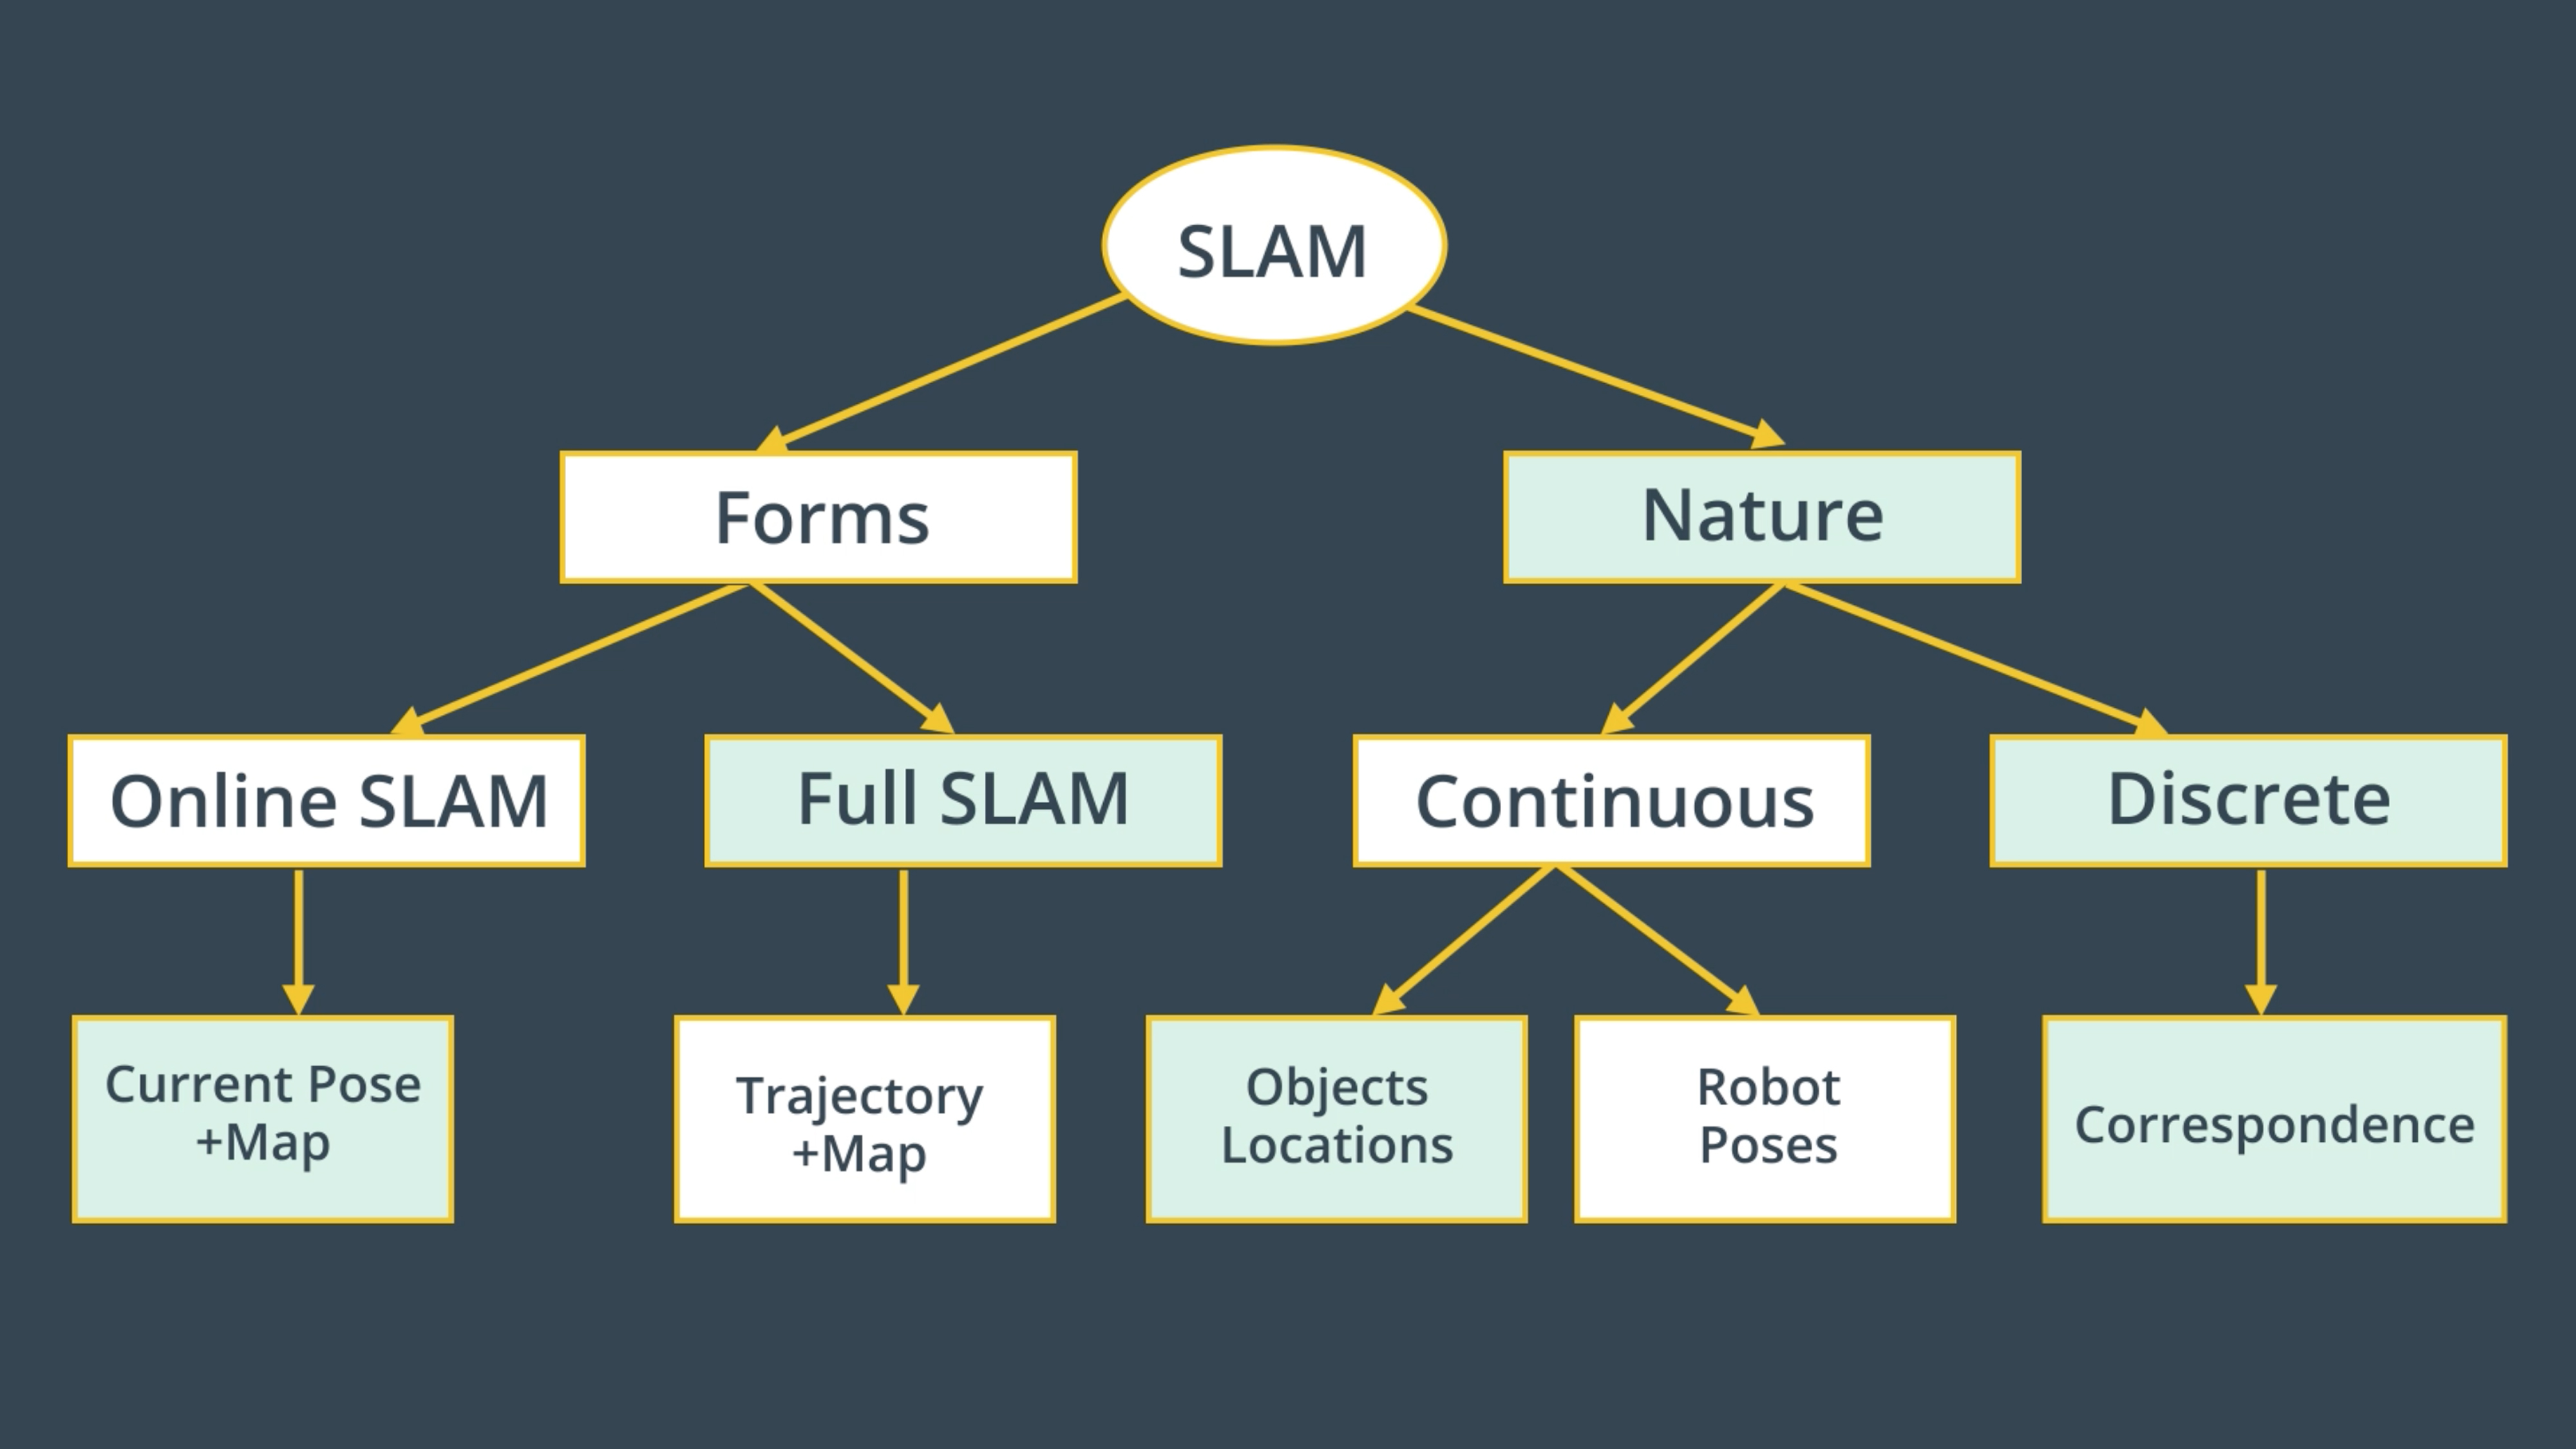 SLAM
Forms
Nature
Online SLAM
Full SLAM
Continuous
Discrete
Current Pose
+Map
Trajectory
+Map
Objects
Locations
Robot
Poses
Correspondence